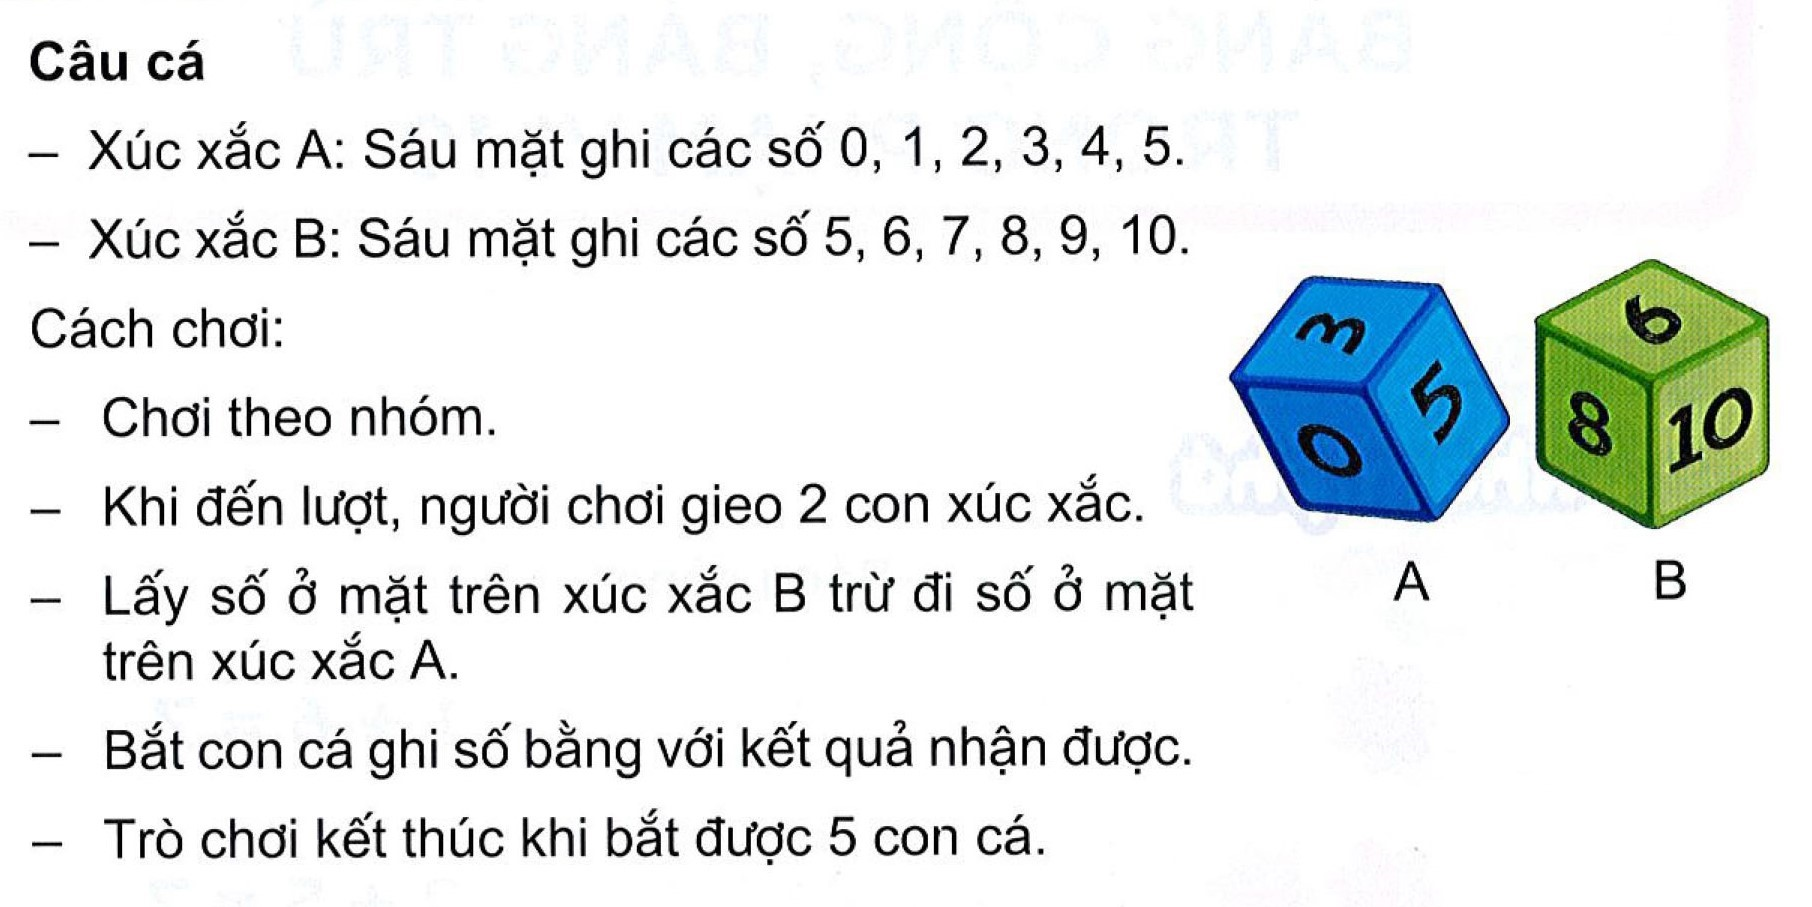 Câu cá
– Xúc xắc A: Sáu mặt ghi các số 0, 1, 2, 3, 4, 5.
– Xúc xắc B: Sáu mặt ghi các số 5, 6, 7, 8, 9, 10.
Cách chơi:
– Chơi theo nhóm.
– Khi đến lượt, người chơi gieo 2 con xúc xắc.
– Lấy số ở mặt trên xúc xắc B trừ đi số ở mặt
trên xúc xắc A.
– Bắt con cá ghi số bằng với kết quả nhận được.
– Trò chơi kết thúc khi bắt được 5 con cá.
3
0
5
6
8
10
A
B